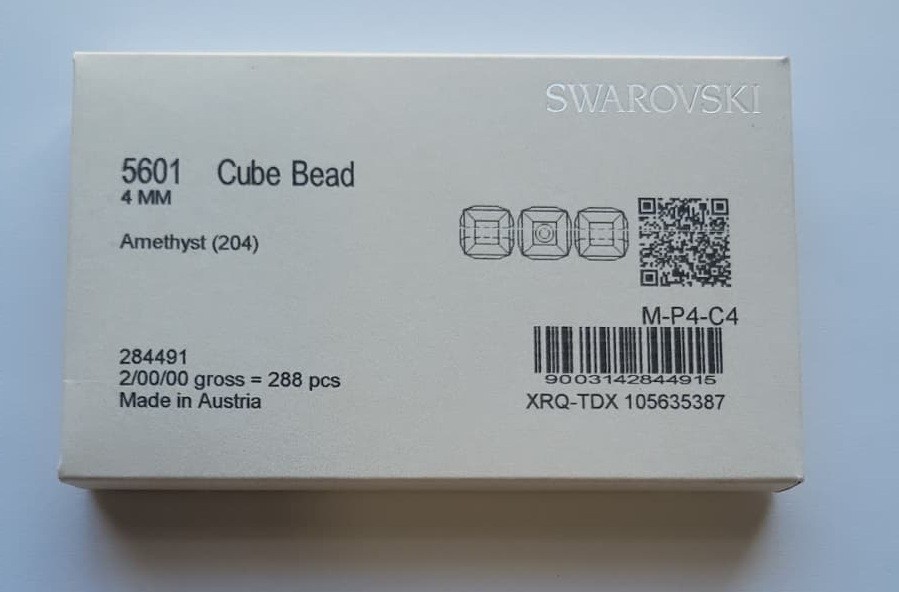 SWAROVSKI
5601 Cube Bead
4 MM
Amethyst (204)
M-P4-C4
284491
2/00/00 gross = 288 pcs
Made in Austria
9003142844915
XRQ-TDX 105635387